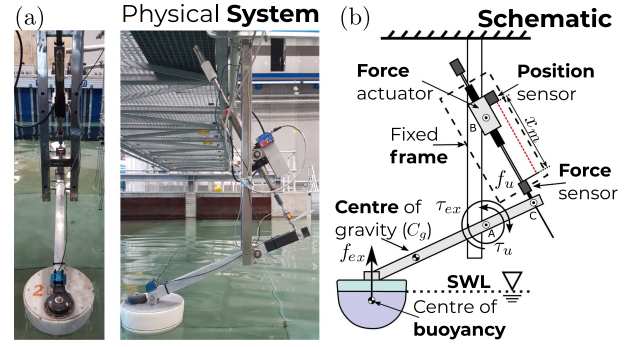 (a)
Physical System
2
(b)
Schematic
Force
actuator
Position
sensor
B
x_m
Fixed
frame
f_u
Force
sensor
τ_ex
C
A
τ_u
Centre of
gravity (C_g)
f_ex
SWL
Centre of
buoyancy